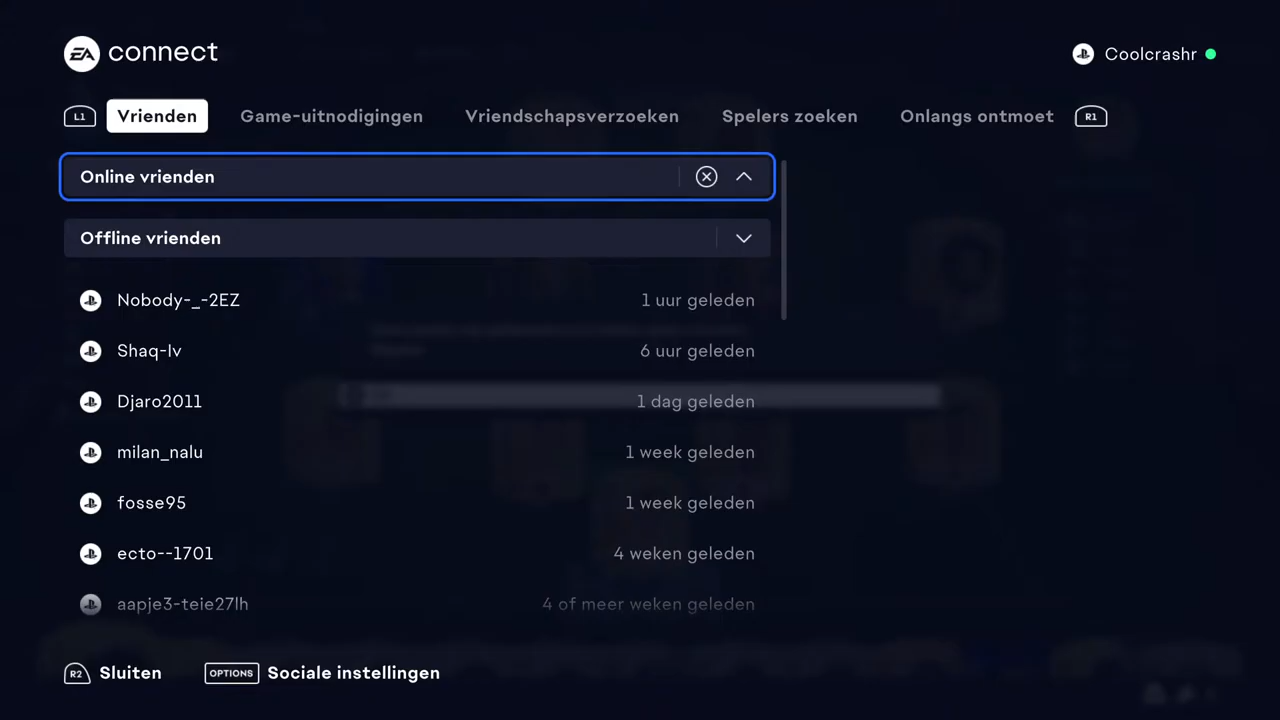 EA connect
Coolcrashr
L1 Vrienden Game-uitnodigingen Vriendschapsverzoeken Spelers zoeken Onlangs ontmoet R1
Online vrienden
Offline vrienden
Nobody-_-2EZ 1 uur geleden
Shaq-lv 6 uur geleden
Djaro2011 1 dag geleden
milan_nalu 1 week geleden
fosse95 1 week geleden
ecto--1701 4 weken geleden
aapje3-teie27lh 4 of meer weken geleden
R2 Sluiten OPTIONS Sociale instellingen